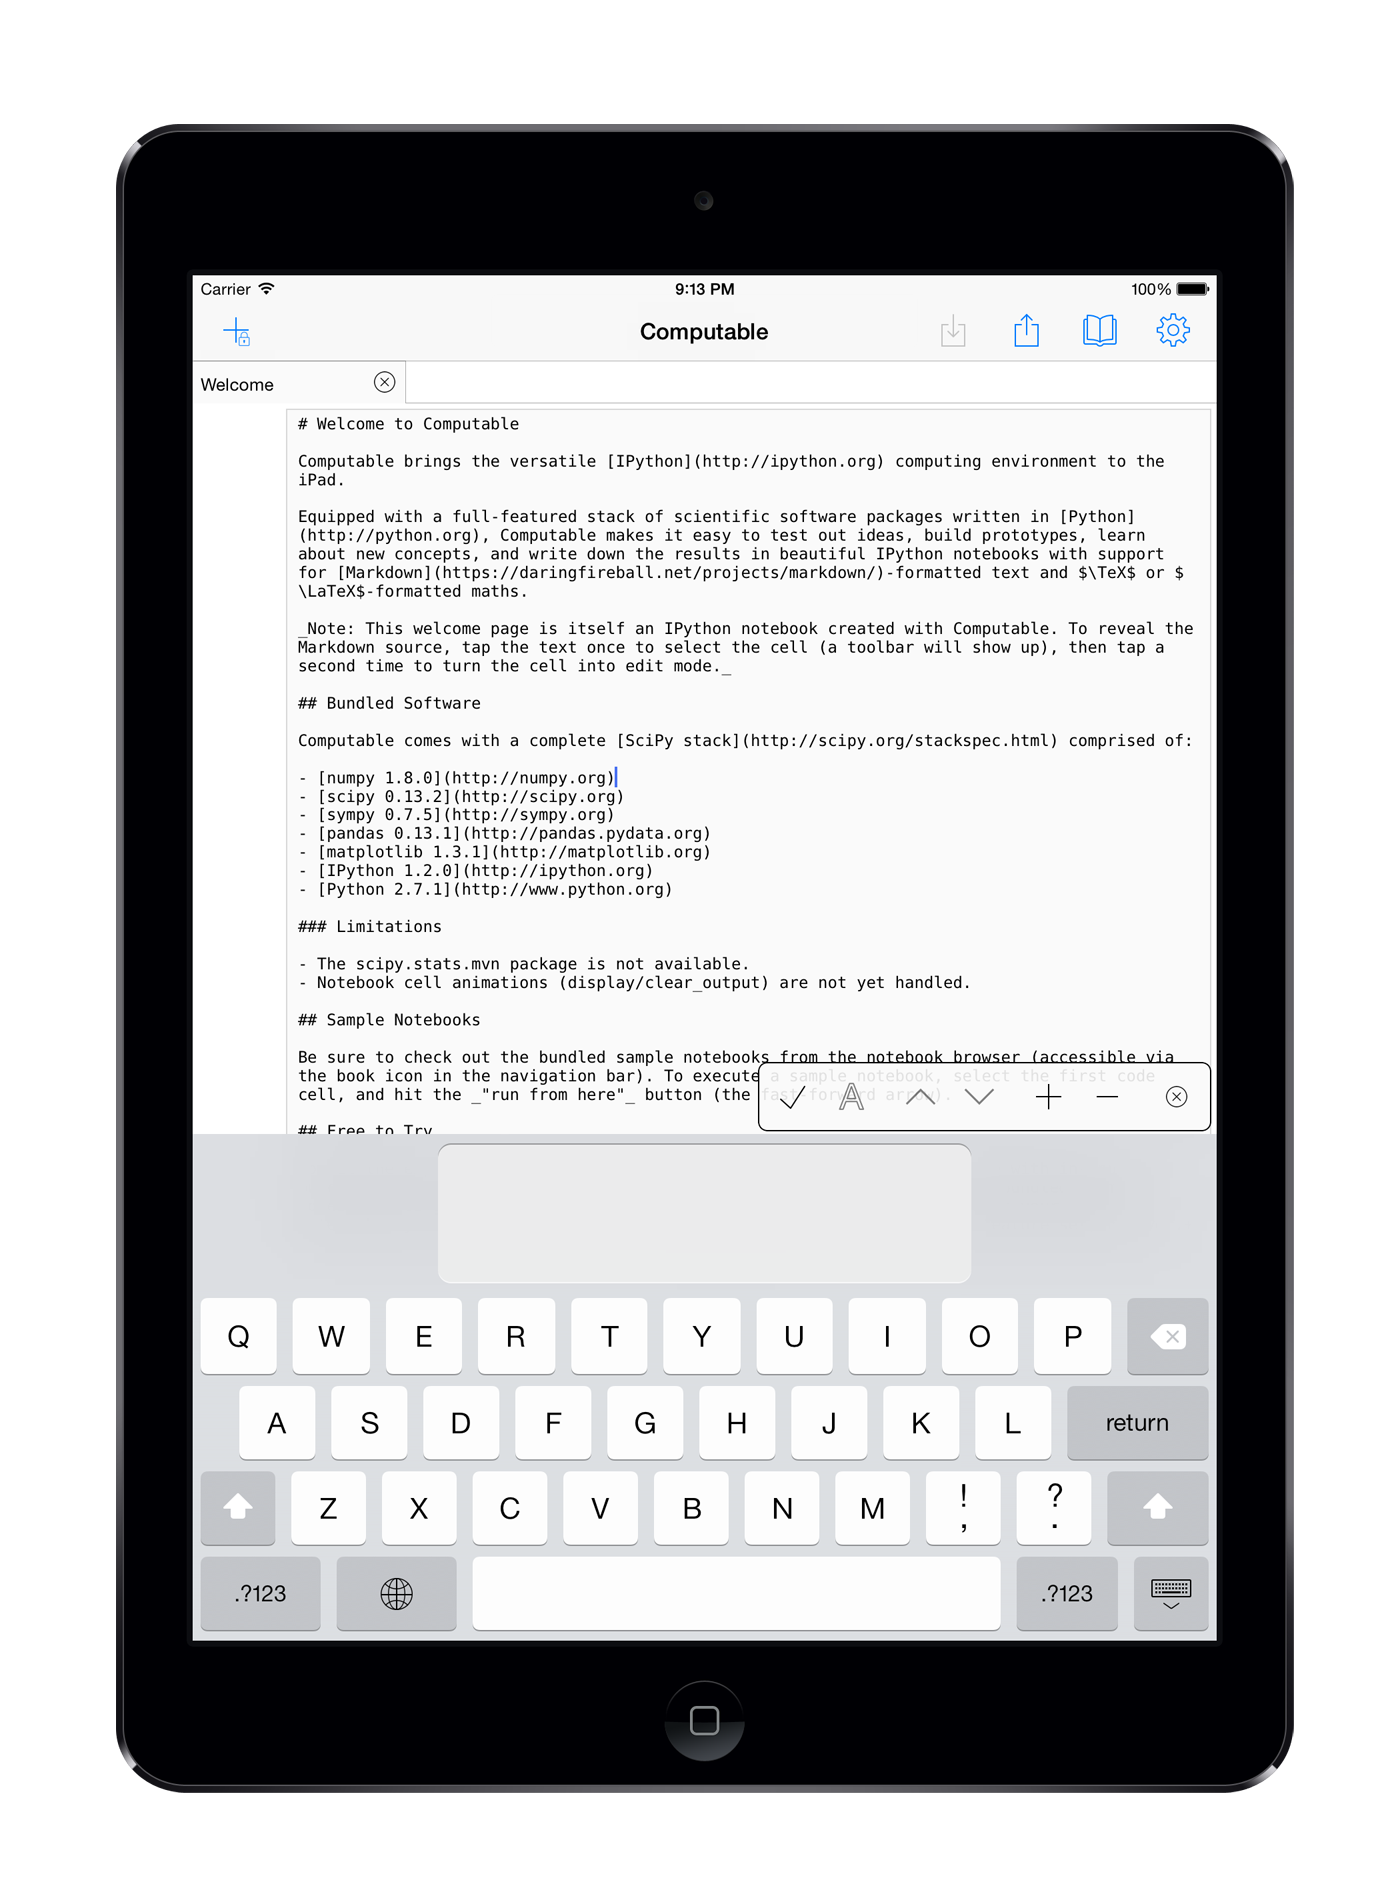 Carrier 9:13 PM 100%
Computable
Welcome
# Welcome to Computable
Computable brings the versatile [IPython](http://ipython.org) computing environment to the
iPad.
Equipped with a full-featured stack of scientific software packages written in [Python]
(http://python.org), Computable makes it easy to test out ideas, build prototypes, learn
about new concepts, and write down the results in beautiful IPython notebooks with support
for [Markdown](https://daringfireball.net/projects/markdown/)-formatted text and $\TeX$ or $
\LaTeX$-formatted maths.
_Note: This welcome page is itself an IPython notebook created with Computable. To reveal the
Markdown source, tap the text once to select the cell (a toolbar will show up), then tap a
second time to turn the cell into edit mode._
## Bundled Software
Computable comes with a complete [SciPy stack](http://scipy.org/stackspec.html) comprised of:
- [numpy 1.8.0](http://numpy.org)
- [scipy 0.13.2](http://scipy.org)
- [sympy 0.7.5](http://sympy.org)
- [pandas 0.13.1](http://pandas.pydata.org)
- [matplotlib 1.3.1](http://matplotlib.org)
- [IPython 1.2.0](http://ipython.org)
- [Python 2.7.1](http://www.python.org)
### Limitations
- The scipy.stats.mvn package is not available.
- Notebook cell animations (display/clear_output) are not yet handled.
## Sample Notebooks
Be sure to check out the bundled sample notebooks from the notebook browser (accessible via
the book icon in the navigation bar). To execute a sample notebook, select the first code
cell, and hit the _"run from here"_ button (the fast-forward arrow).
## Free to Try
A
Q W E R T Y U I O P
A S D F G H J K L return
Z X C V B N M ! , ? .
.?123 .?123